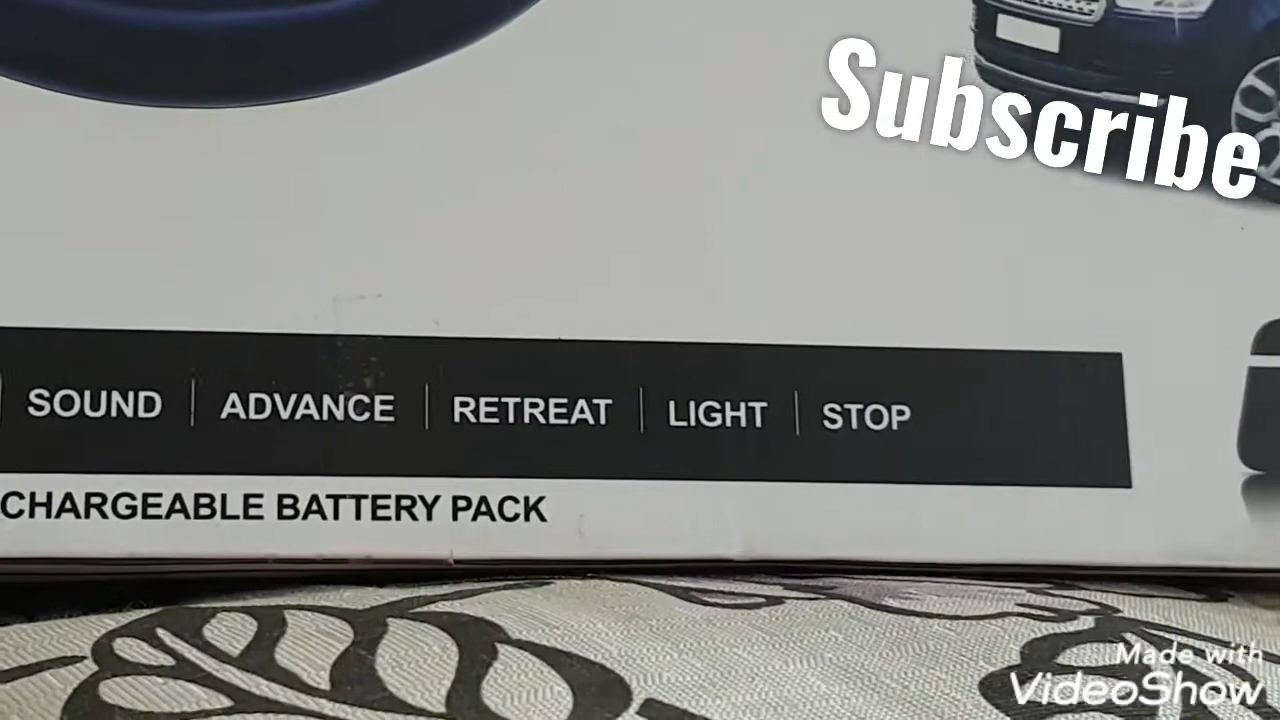 Subscribe
SOUND | ADVANCE | RETREAT | LIGHT | STOP
CHARGEABLE BATTERY PACK
Made with
VideoShow